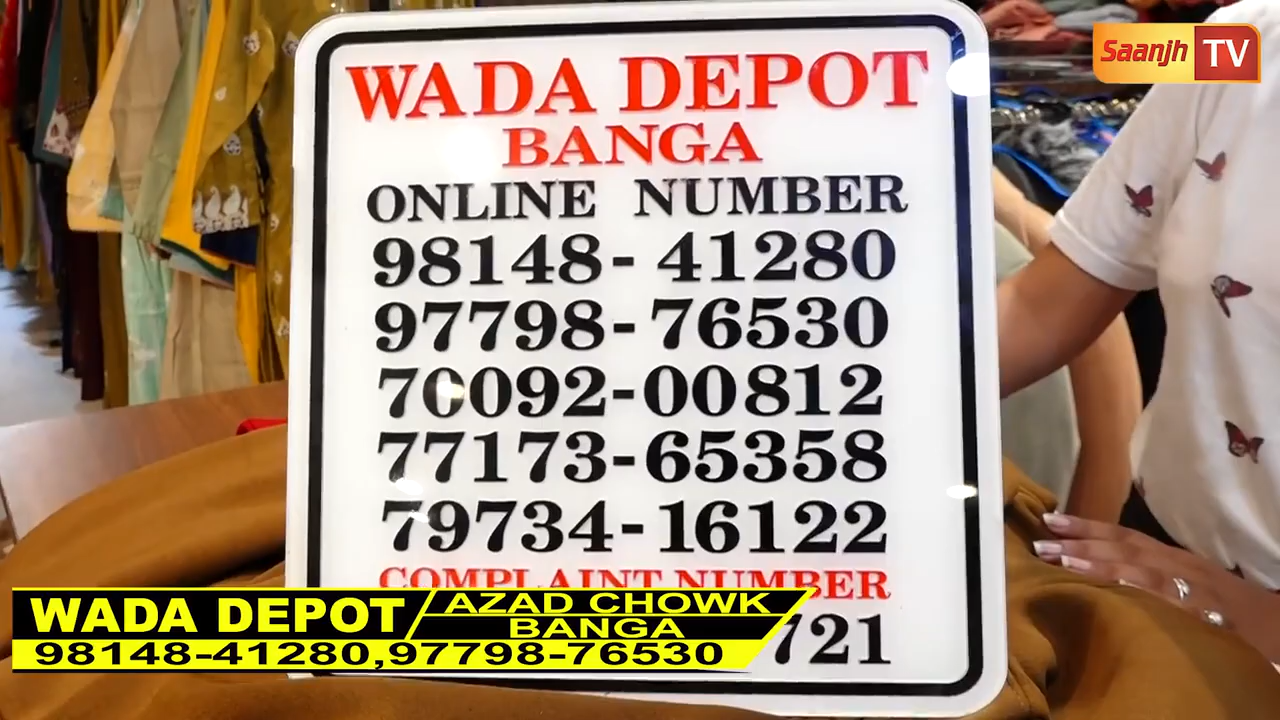 Saanjh TV
WADA DEPOT
BANGA
ONLINE NUMBER
98148-41280
97798-76530
70092-00812
77173-65358
79734-16122
COMPLAINT NUMBER
721
WADA DEPOT
AZAD CHOWK
BANGA
98148-41280,97798-76530